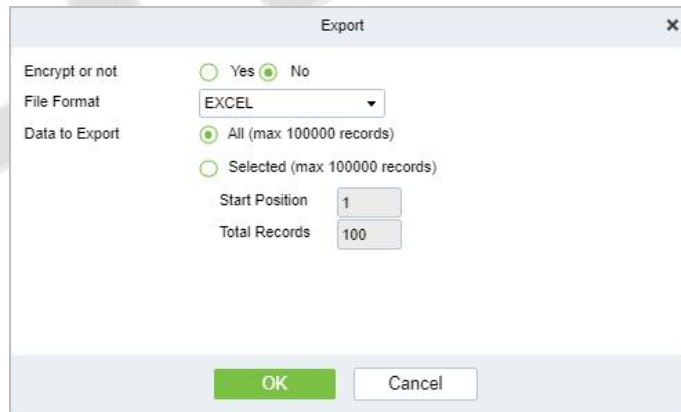 Export
Encrypt or not Yes No
File Format EXCEL
Data to Export All (max 100000 records)
Selected (max 100000 records)
Start Position 1
Total Records 100
OK Cancel